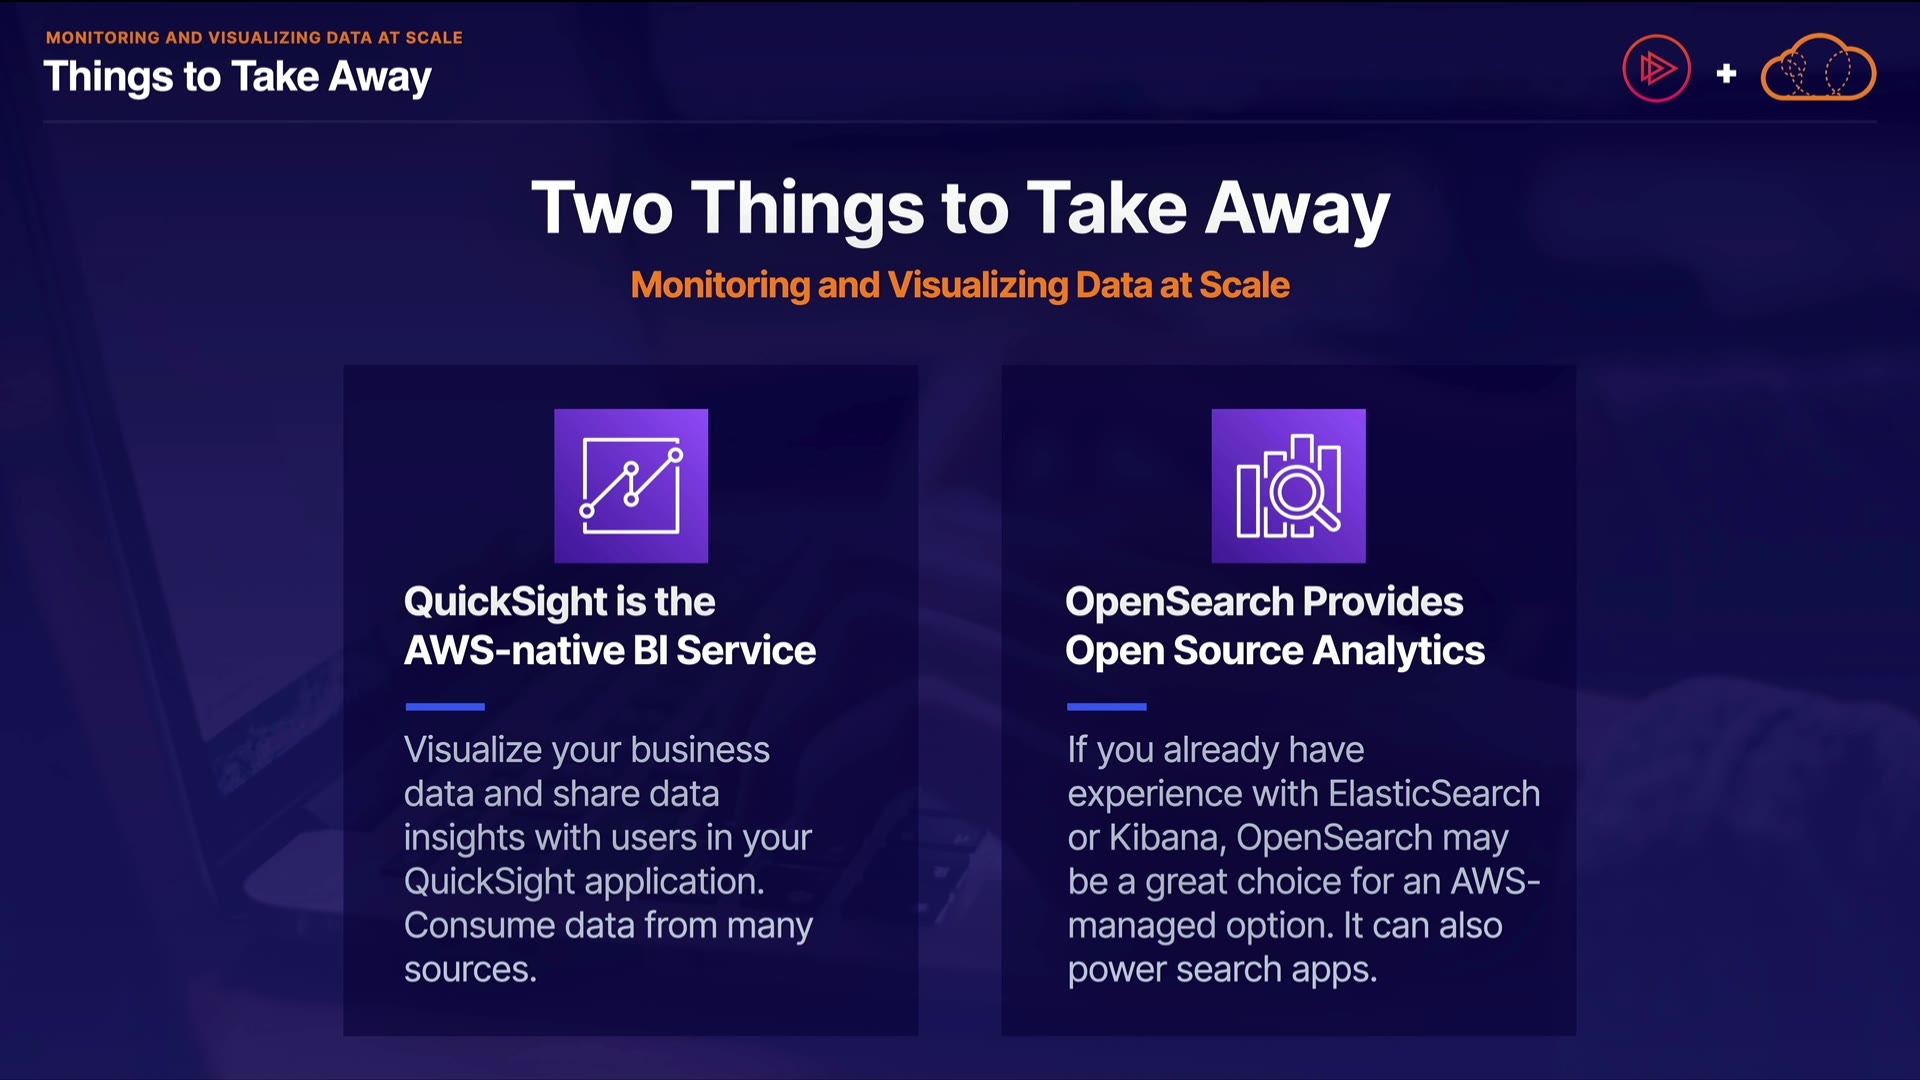 MONITORING AND VISUALIZING DATA AT SCALE
Things to Take Away
Two Things to Take Away
Monitoring and Visualizing Data at Scale
QuickSight is the
AWS-native BI Service
Visualize your business
data and share data
insights with users in your
QuickSight application.
Consume data from many
sources.
OpenSearch Provides
Open Source Analytics
If you already have
experience with ElasticSearch
or Kibana, OpenSearch may
be a great choice for an AWS-
managed option. It can also
power search apps.